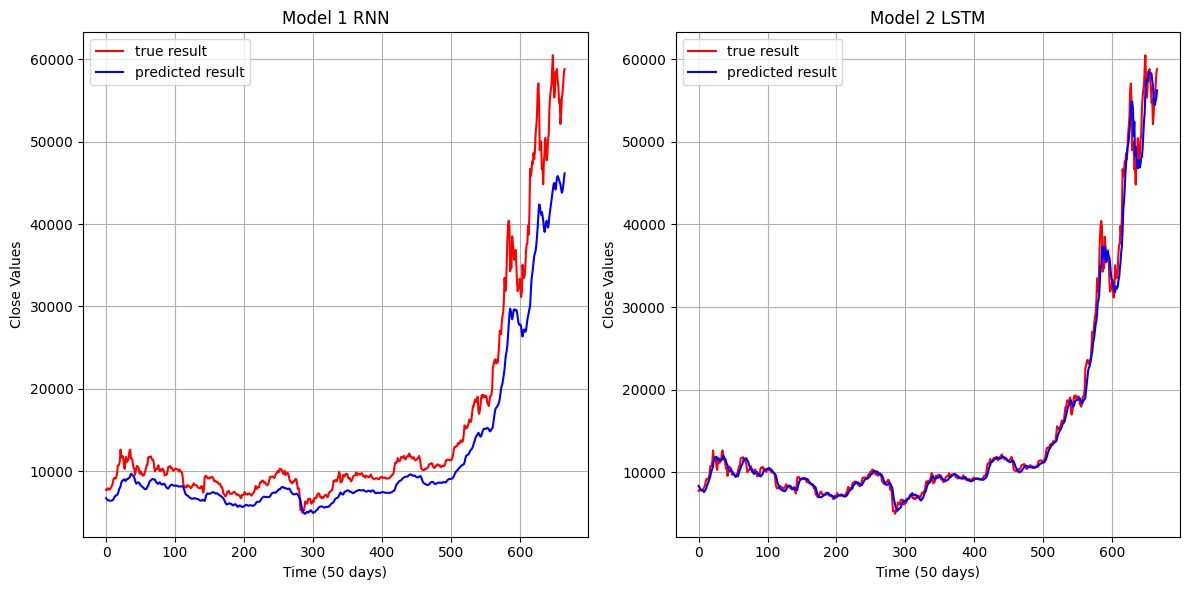 Model 1 RNN
true result
predicted result
60000
50000
40000
30000
20000
10000
Close Values
0
100
200
300
400
500
600
Time (50 days)
Model 2 LSTM
true result
predicted result
60000
50000
40000
30000
20000
10000
Close Values
0
100
200
300
400
500
600
Time (50 days)